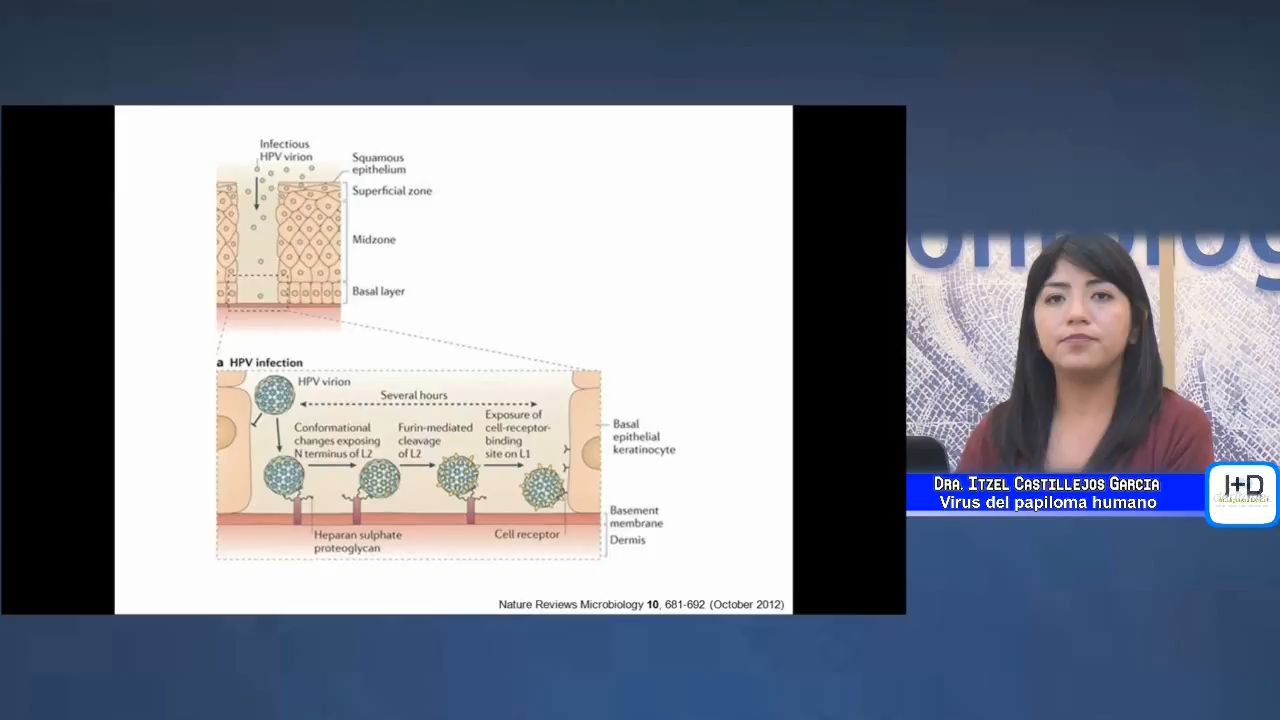 Infectious
HPV virion
Squamous
epithelium
Superficial zone
Midzone
Basal layer
a HPV infection
HPV virion
Several hours
Conformational
changes exposing
N terminus of L2
Furin-mediated
cleavage
of L2
Exposure of
cell-receptor-
binding
site on L1
Basal
epithelial
keratinocyte
Heparan sulphate
proteoglycan
Cell receptor
Basement
membrane
Dermis
Nature Reviews Microbiology 10, 681-692 (October 2012)
Dra. Itzel Castillejos Garcia
Virus del papiloma humano
I+D